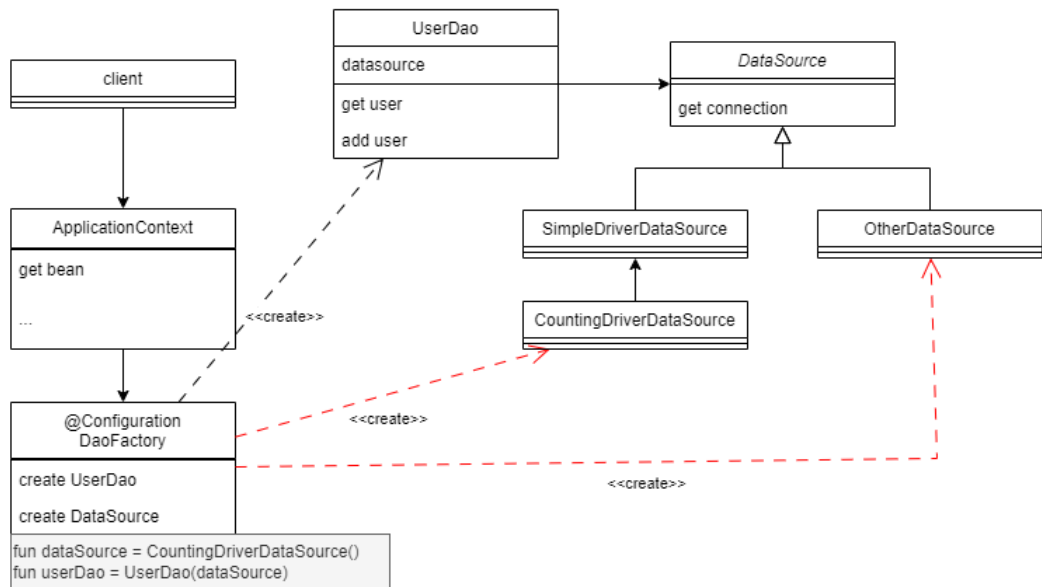 UserDao
datasource
get user
add user
DataSource
get connection
client
ApplicationContext
get bean
...
SimpleDriverDataSource
OtherDataSource
CountingDriverDataSource
<<create>>
<<create>>
<<create>>
@Configuration
DaoFactory
create UserDao
create DataSource
fun dataSource = CountingDriverDataSource()
fun userDao = UserDao(dataSource)